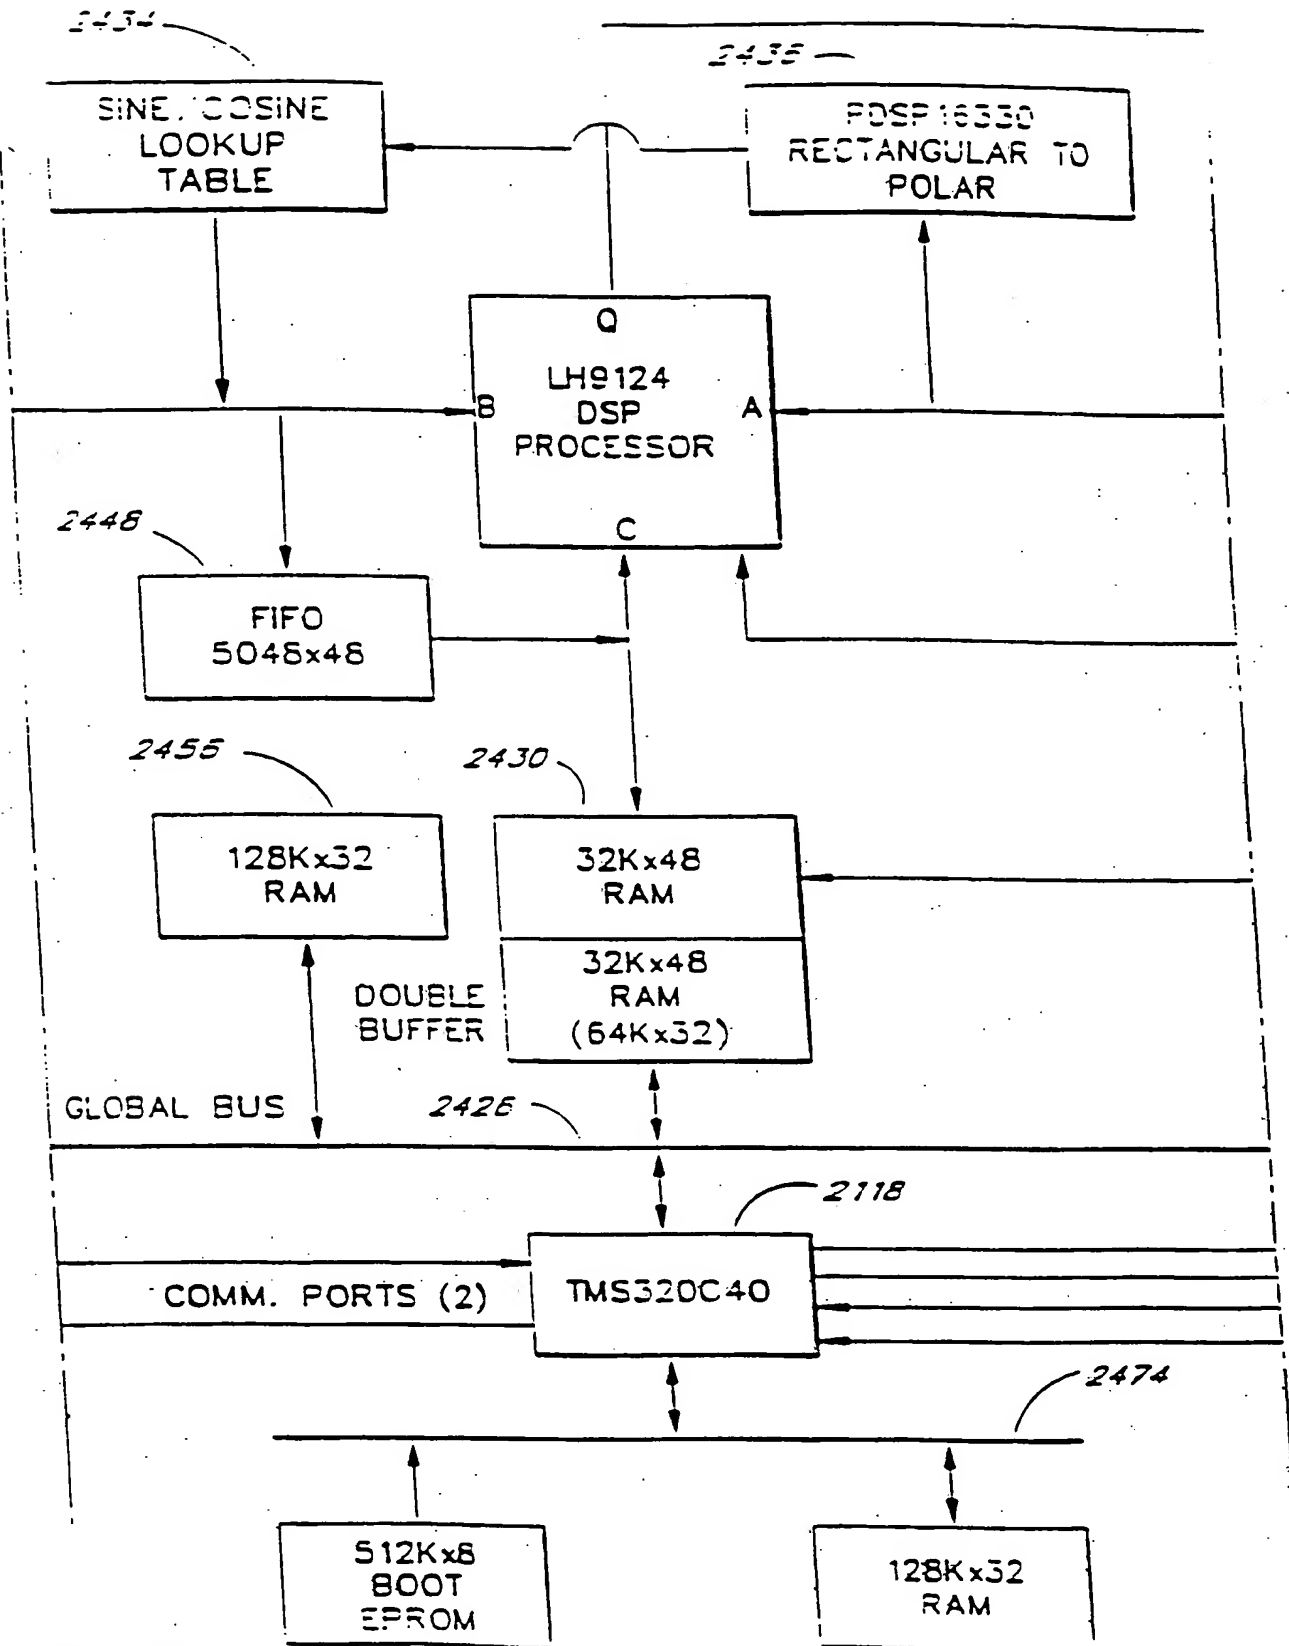 2434
2436
SINE/COSINE
LOOKUP
TABLE
PDSP16330
RECTANGULAR TO
POLAR
Q
LH9124
DSP
PROCESSOR
B
A
C
2448
FIFO
5048x48
2455
2430
128Kx32
RAM
32Kx48
RAM
32Kx48
RAM
(64Kx32)
DOUBLE
BUFFER
GLOBAL BUS
2426
2118
COMM. PORTS (2)
TMS320C40
2474
512Kx8
BOOT
EPROM
128Kx32
RAM